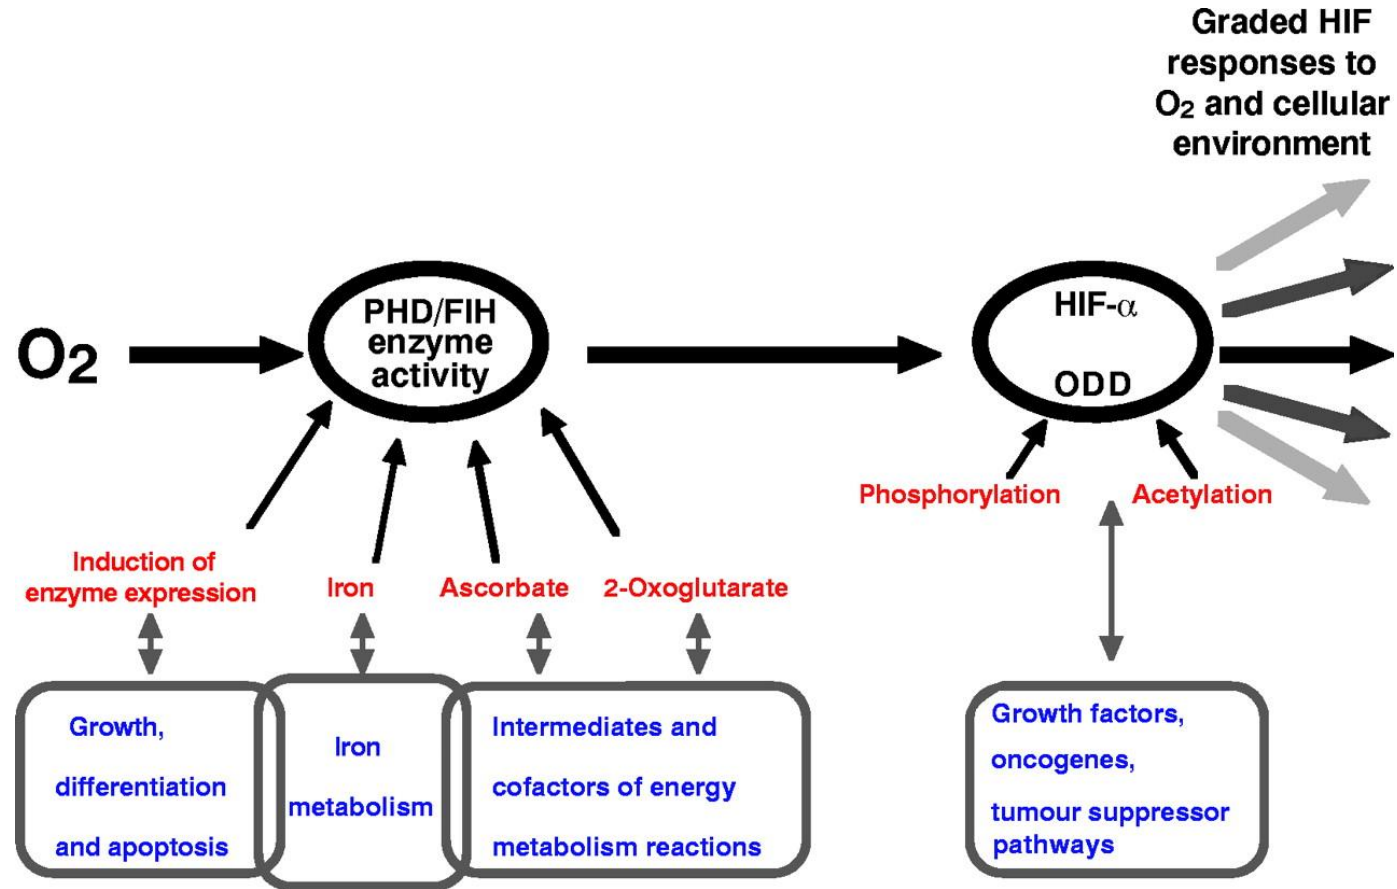 Graded HIF
responses to
O₂ and cellular
environment
O₂
PHD/FIH
enzyme
activity
HIF-α
ODD
Phosphorylation
Acetylation
Induction of
enzyme expression
Iron
Ascorbate
2-Oxoglutarate
Growth,
differentiation
and apoptosis
Iron
metabolism
Intermediates and
cofactors of energy
metabolism reactions
Growth factors,
oncogenes,
tumour suppressor
pathways